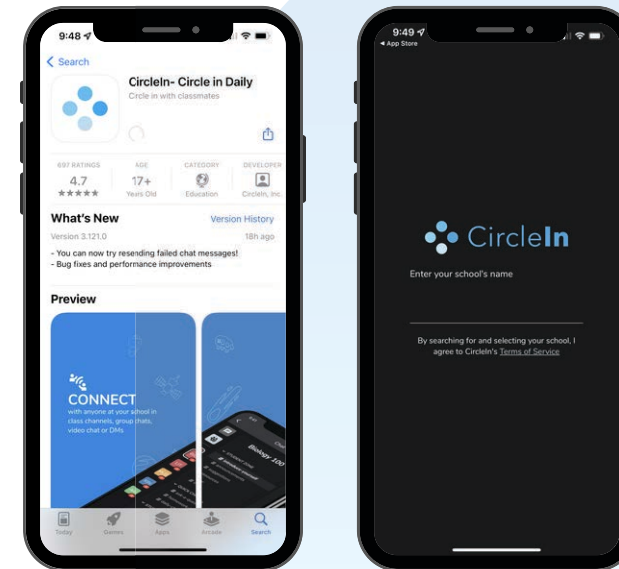 9:48
Search
CircleIn- Circle in Daily
Circle in with classmates
697 RATINGS
4.7
★★★★★
AGE
17+
Years Old
CATEGORY
Education
DEVELOPER
CircleIn, Inc.
What's New
Version History
Version 3.121.0
18h ago
- You can now try resending failed chat messages!
- Bug fixes and performance improvements
Preview
CONNECT
with anyone at your school in
class channels, group chats,
video chat or DMs
Biology 100
Today
Games
Apps
Arcade
Search
9:49
App Store
CircleIn
Enter your school's name
By searching for and selecting your school, I
agree to CircleIn's Terms of Service